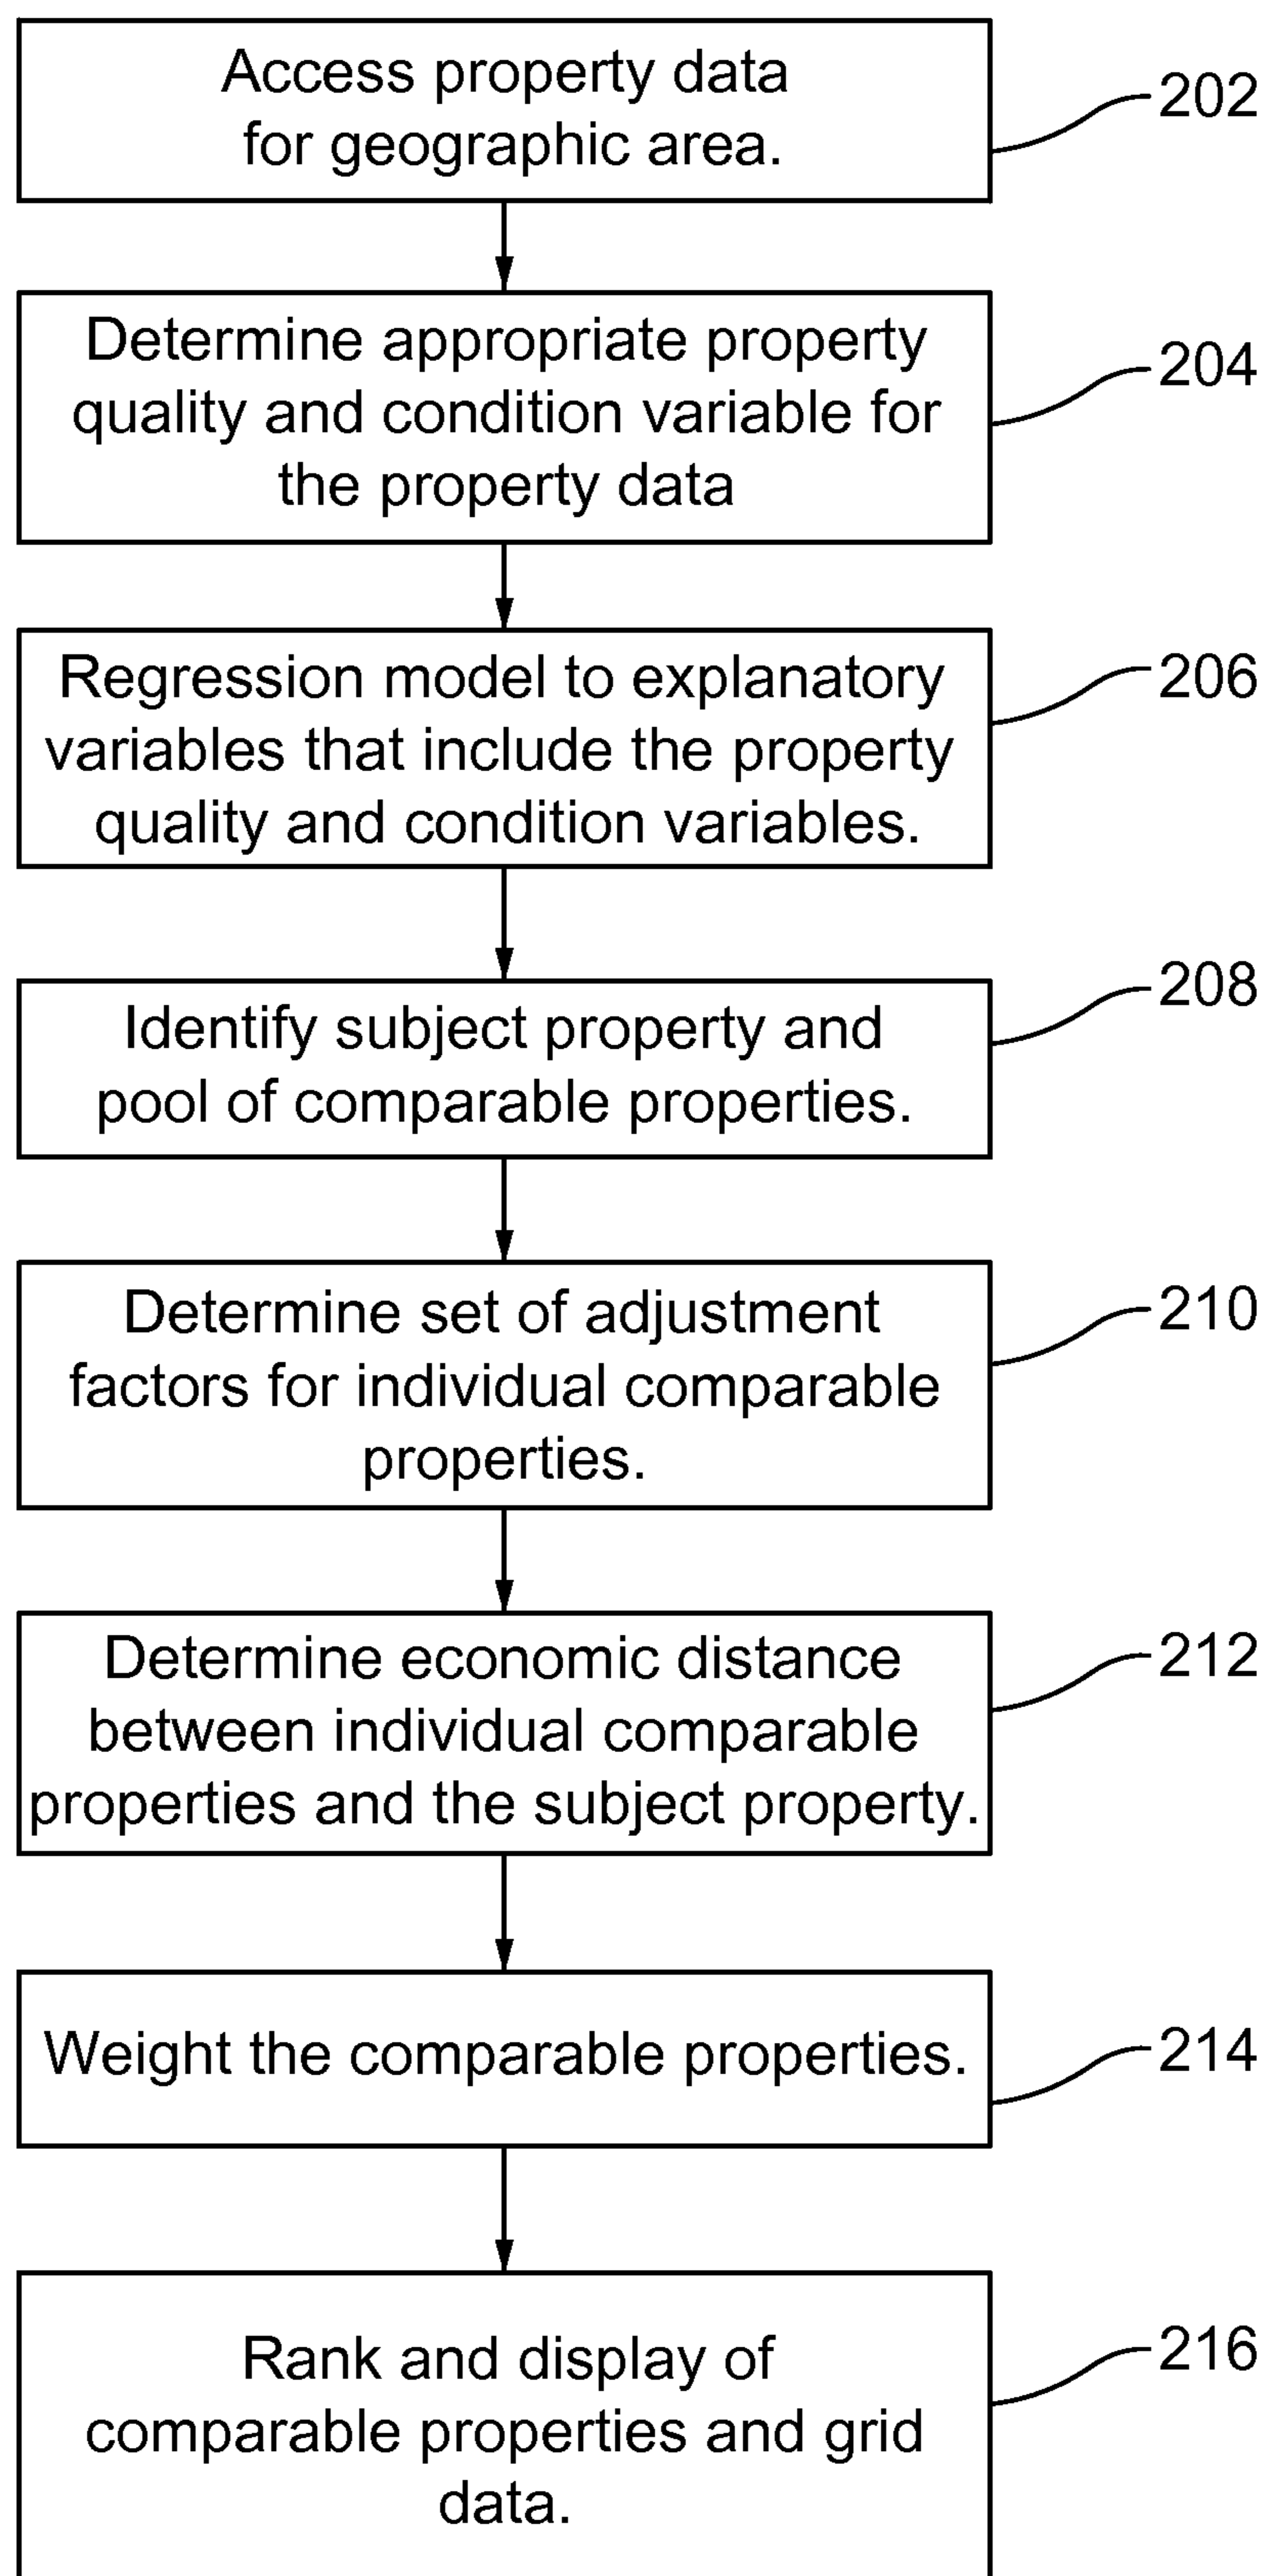 Access property data
for geographic area.
202
Determine appropriate property
quality and condition variable for
the property data
204
Regression model to explanatory
variables that include the property
quality and condition variables.
206
Identify subject property and
pool of comparable properties.
208
Determine set of adjustment
factors for individual comparable
properties.
210
Determine economic distance
between individual comparable
properties and the subject property.
212
Weight the comparable properties.
214
Rank and display of
comparable properties and grid
data.
216